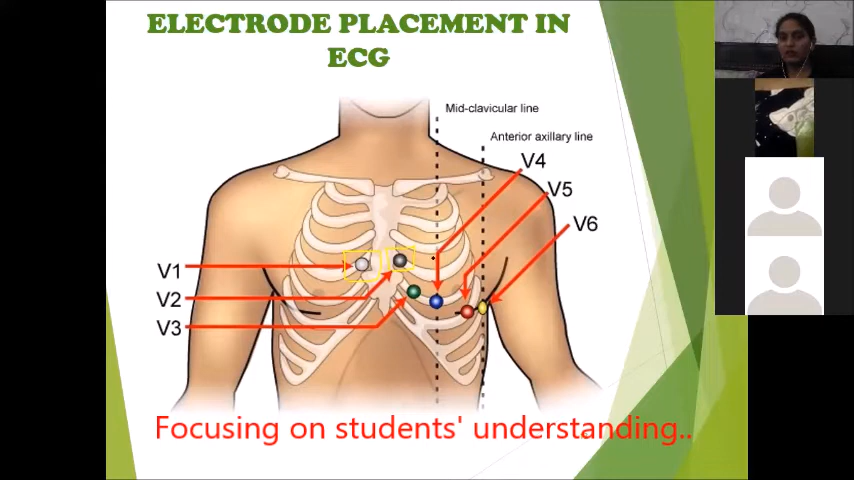 ELECTRODE PLACEMENT IN
ECG
Mid-clavicular line
Anterior axillary line
V4
V5
V6
V1
V2
V3
Focusing on students' understanding..